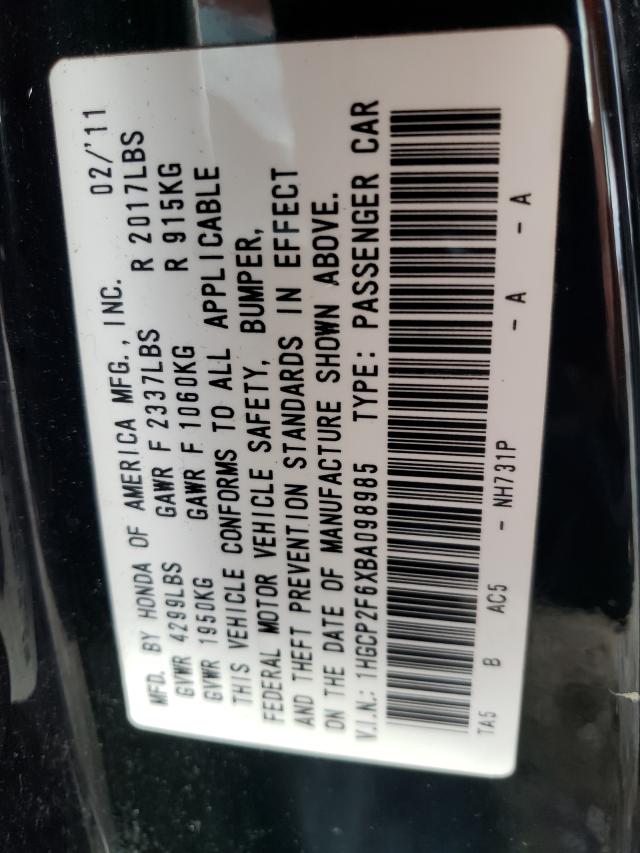 MFD. BY HONDA OF AMERICA MFG., INC. 02/'11
GVWR 4299LBS GAWR F 2337LBS R 2017LBS
GVWR 1950KG GAWR F 1060KG R 915KG
THIS VEHICLE CONFORMS TO ALL APPLICABLE
FEDERAL MOTOR VEHICLE SAFETY, BUMPER,
AND THEFT PREVENTION STANDARDS IN EFFECT
ON THE DATE OF MANUFACTURE SHOWN ABOVE.
V.I.N.: 1HGCP2F6XBA098985 TYPE: PASSENGER CAR
TA5 B AC5 - NH731P - A - A